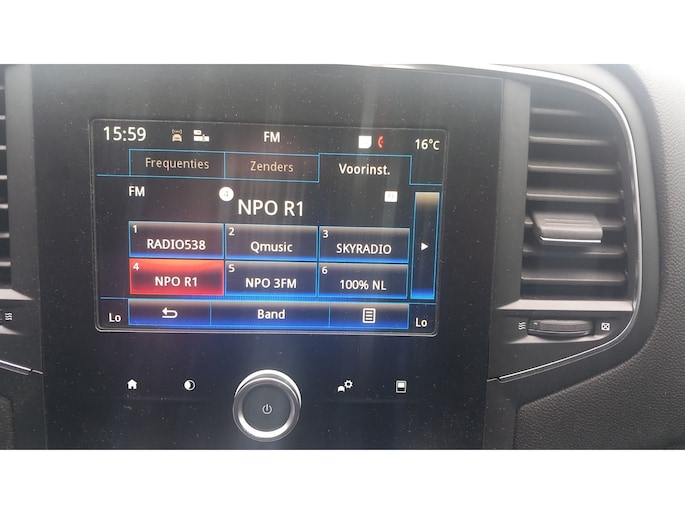 15:59 FM 16°C
Frequenties Zenders Voorinst.
FM
NPO R1
1 RADIO538 2 Qmusic 3 SKYRADIO
4 NPO R1 5 NPO 3FM 6 100% NL
Lo Band Lo